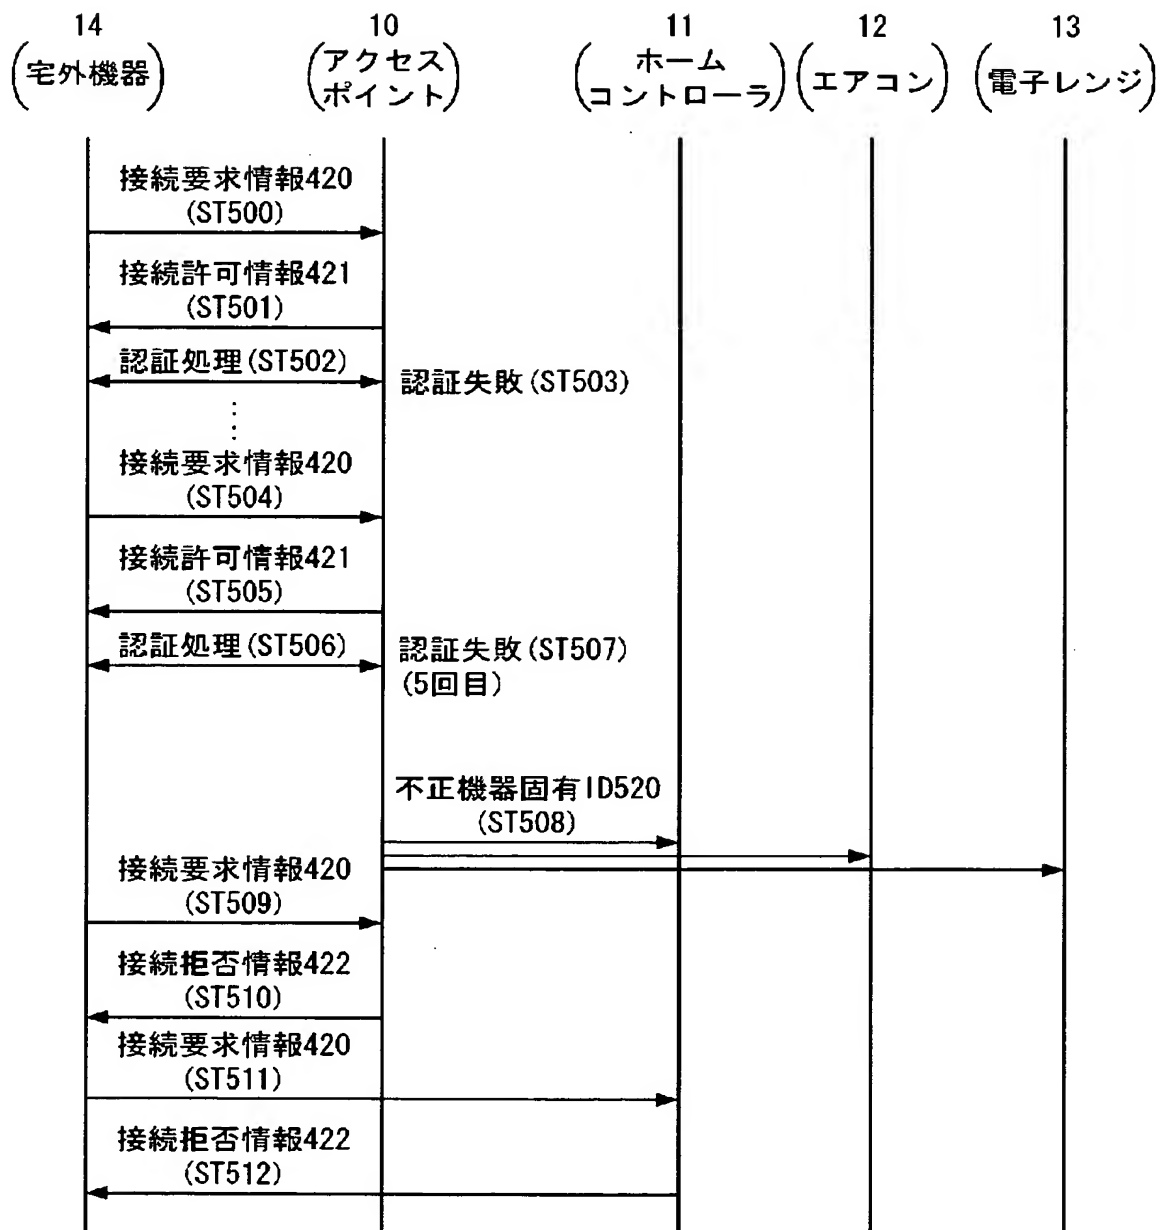 14
10
11
12
13
宅外機器
アクセス
ポイント
ホーム
コントローラ
エアコン
電子レンジ
接続要求情報420
(ST500)
接続許可情報421
(ST501)
認証処理(ST502)
認証失敗(ST503)
接続要求情報420
(ST504)
接続許可情報421
(ST505)
認証処理(ST506)
認証失敗(ST507)
(5回目)
不正機器固有ID520
(ST508)
接続要求情報420
(ST509)
接続拒否情報422
(ST510)
接続要求情報420
(ST511)
接続拒否情報422
(ST512)